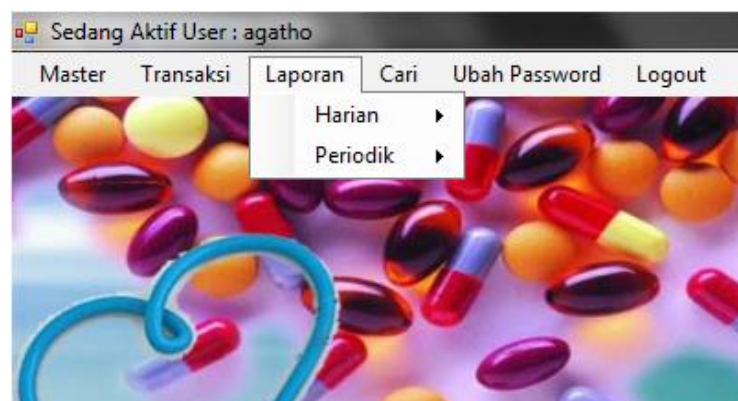 Sedang Aktif User : agatho
Master Transaksi Laporan Cari Ubah Password Logout
Harian
Periodik